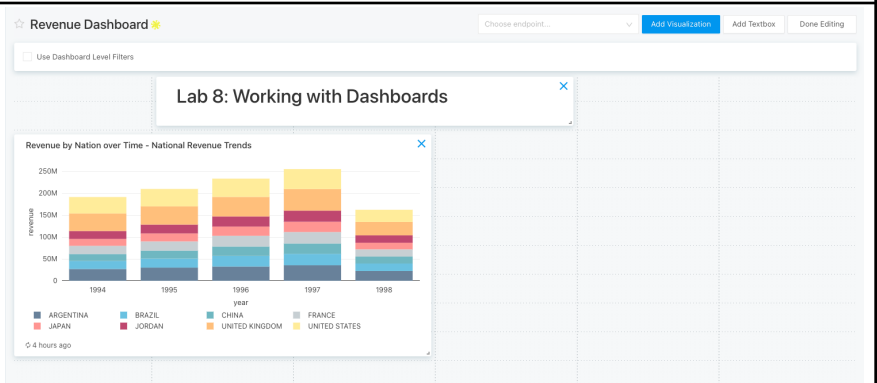 Revenue Dashboard
Choose endpoint... Add Visualization Add Textbox Done Editing
Use Dashboard Level Filters
Lab 8: Working with Dashboards
Revenue by Nation over Time - National Revenue Trends
250M
200M
150M
100M
50M
0
revenue
1994 1995 1996 1997 1998
year
ARGENTINA BRAZIL CHINA FRANCE
JAPAN JORDAN UNITED KINGDOM UNITED STATES
4 hours ago